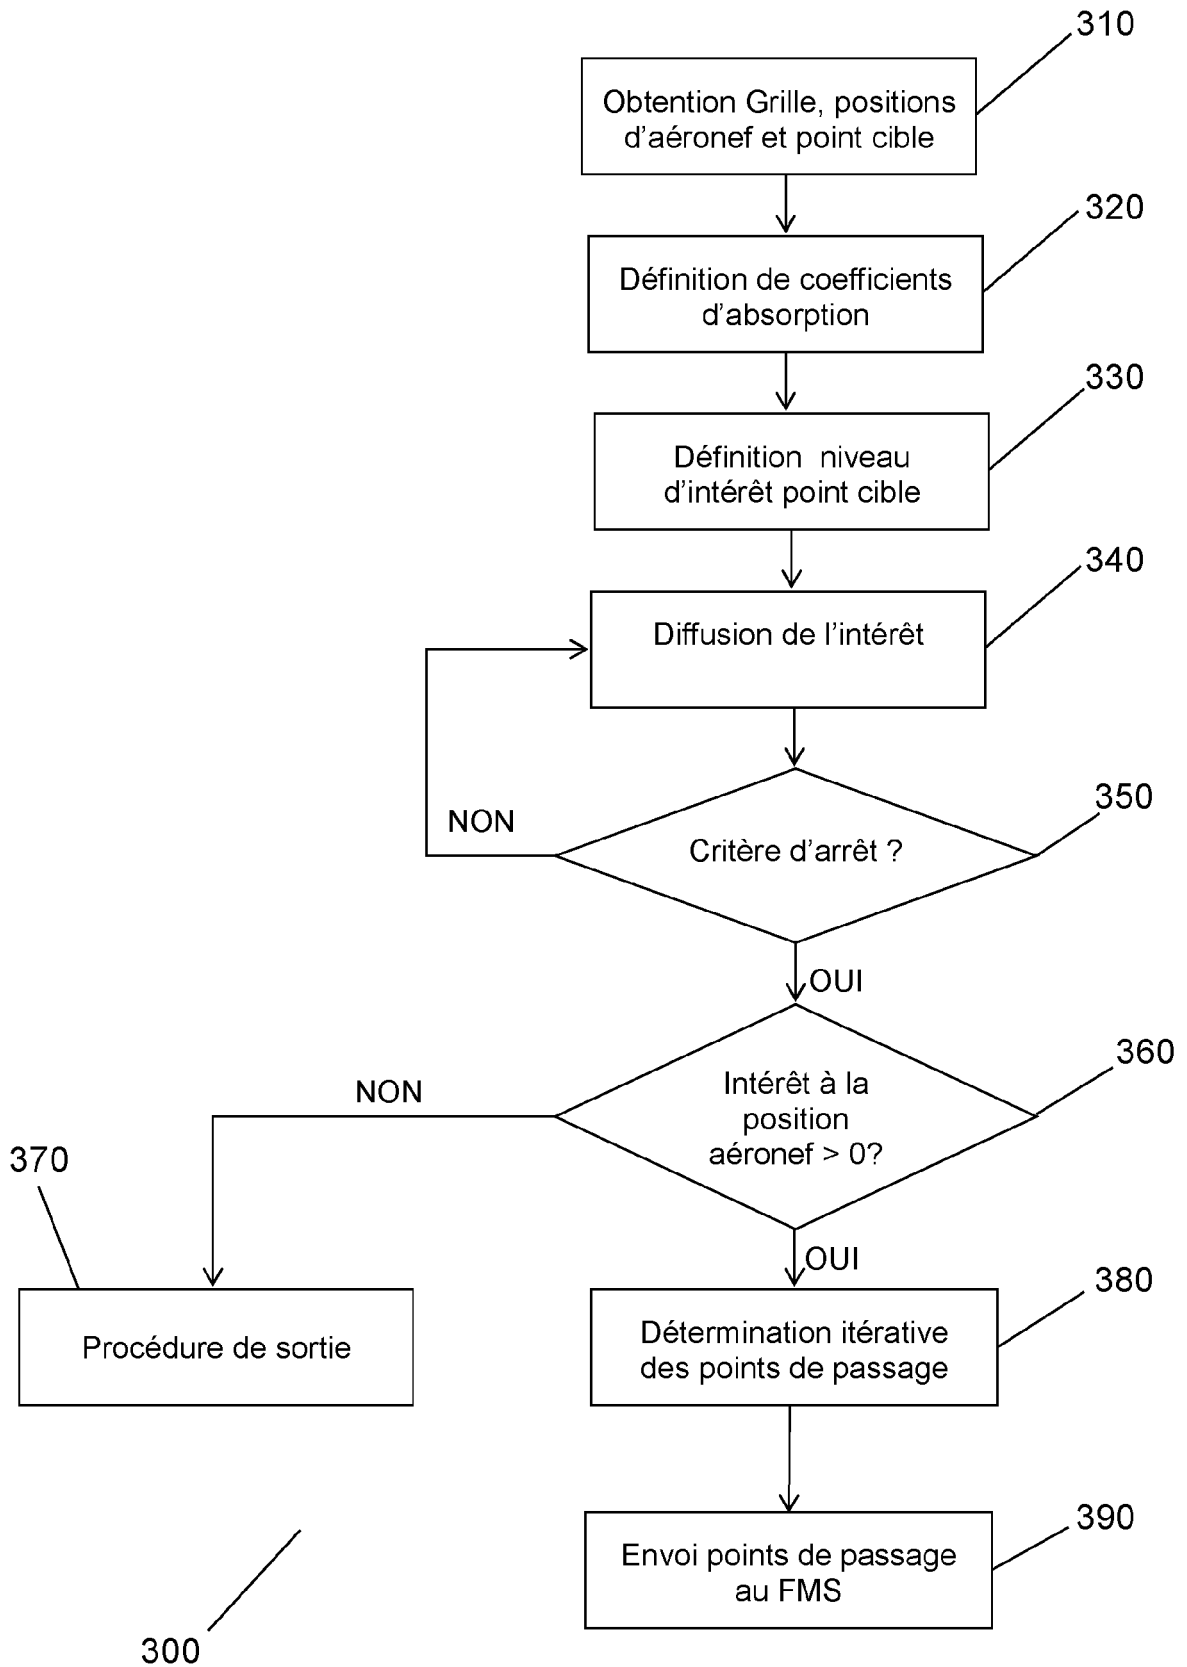 310
Obtention Grille, positions
d'aéronef et point cible
320
Définition de coefficients
d'absorption
330
Définition niveau
d'intérêt point cible
340
Diffusion de l'intérêt
350
NON
Critère d'arrêt ?
OUI
360
NON
Intérêt à la
position
aéronef > 0?
370
OUI
380
Procédure de sortie
Détermination itérative
des points de passage
390
Envoi points de passage
au FMS
300